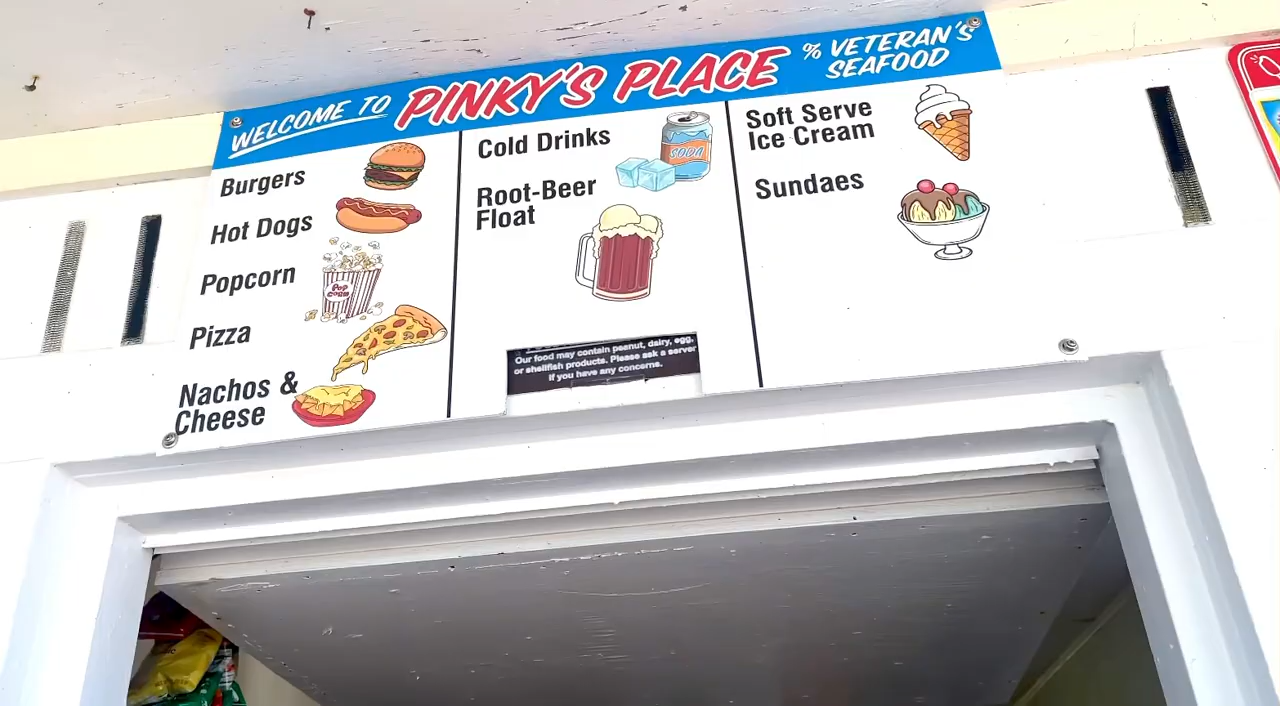 WELCOME TO PINKY'S PLACE % VETERAN'S
SEAFOOD
Burgers
Hot Dogs
Popcorn
Pop
corn
Pizza
Nachos &
Cheese
Cold Drinks
SODA
Root-Beer
Float
Our food may contain peanut, dairy, egg,
or shellfish products. Please ask a server
if you have any concerns.
Soft Serve
Ice Cream
Sundaes